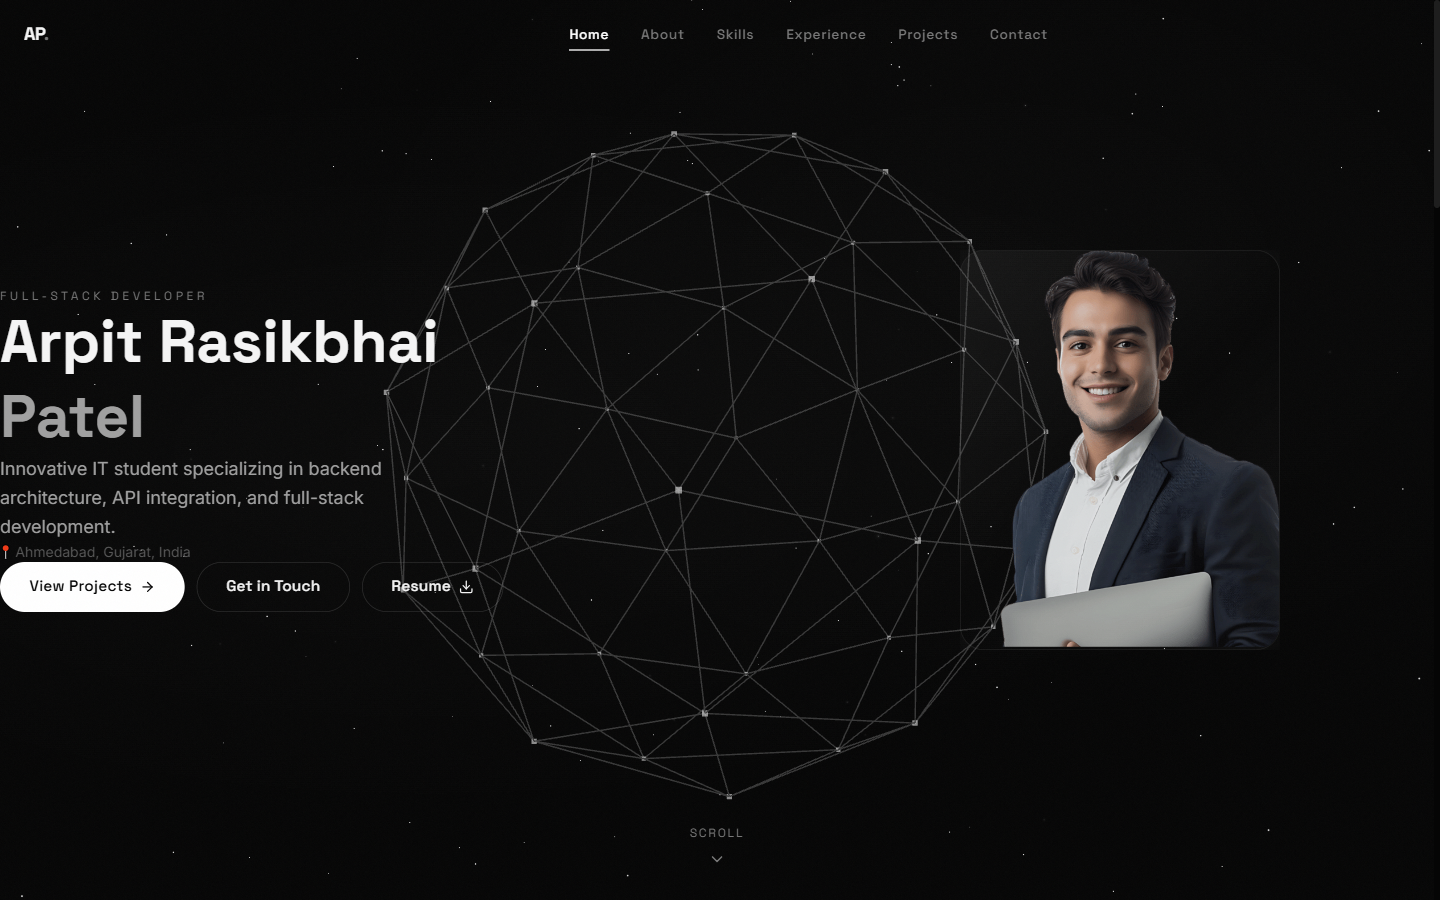 AP.
Home
About
Skills
Experience
Projects
Contact
FULL-STACK DEVELOPER
Arpit Rasikbhai
Patel
Innovative IT student specializing in backend
architecture, API integration, and full-stack
development.
📍 Ahmedabad, Gujarat, India
View Projects →
Get in Touch
Resume
SCROLL